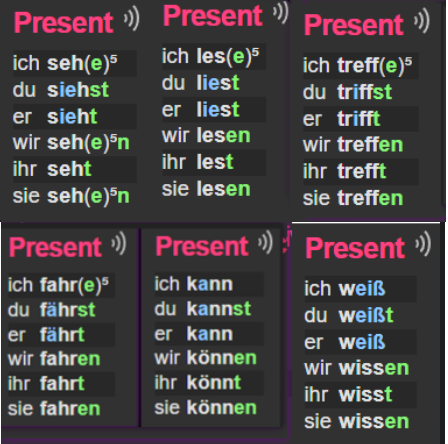 Present
ich seh(e)⁵
du siehst
er sieht
wir seh(e)⁵n
ihr seht
sie seh(e)⁵n
Present
ich les(e)⁵
du liest
er liest
wir lesen
ihr lest
sie lesen
Present
ich treff(e)⁵
du triffst
er trifft
wir treffen
ihr trefft
sie treffen
Present
ich fahr(e)⁵
du fährst
er fährt
wir fahren
ihr fahrt
sie fahren
Present
ich kann
du kannst
er kann
wir können
ihr könnt
sie können
Present
ich weiß
du weißt
er weiß
wir wissen
ihr wisst
sie wissen